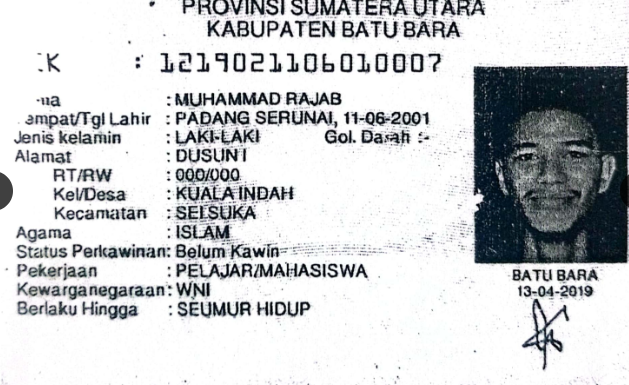 PROVINSI SUMATERA UTARA
KABUPATEN BATU BARA
IK : 1219021106010007
ma : MUHAMMAD RAJAB
empat/Tgl Lahir : PADANG SERUNAI, 11-06-2001
Jenis kelamin : LAKI-LAKI Gol. Darah :-
Alamat : DUSUN I
RT/RW : 000/000
Kel/Desa : KUALA INDAH
Kecamatan : SEI SUKA
Agama : ISLAM
Status Perkawinan: Belum Kawin
Pekerjaan : PELAJAR/MAHASISWA
Kewarganegaraan: WNI
Berlaku Hingga : SEUMUR HIDUP
BATU BARA
13-04-2019